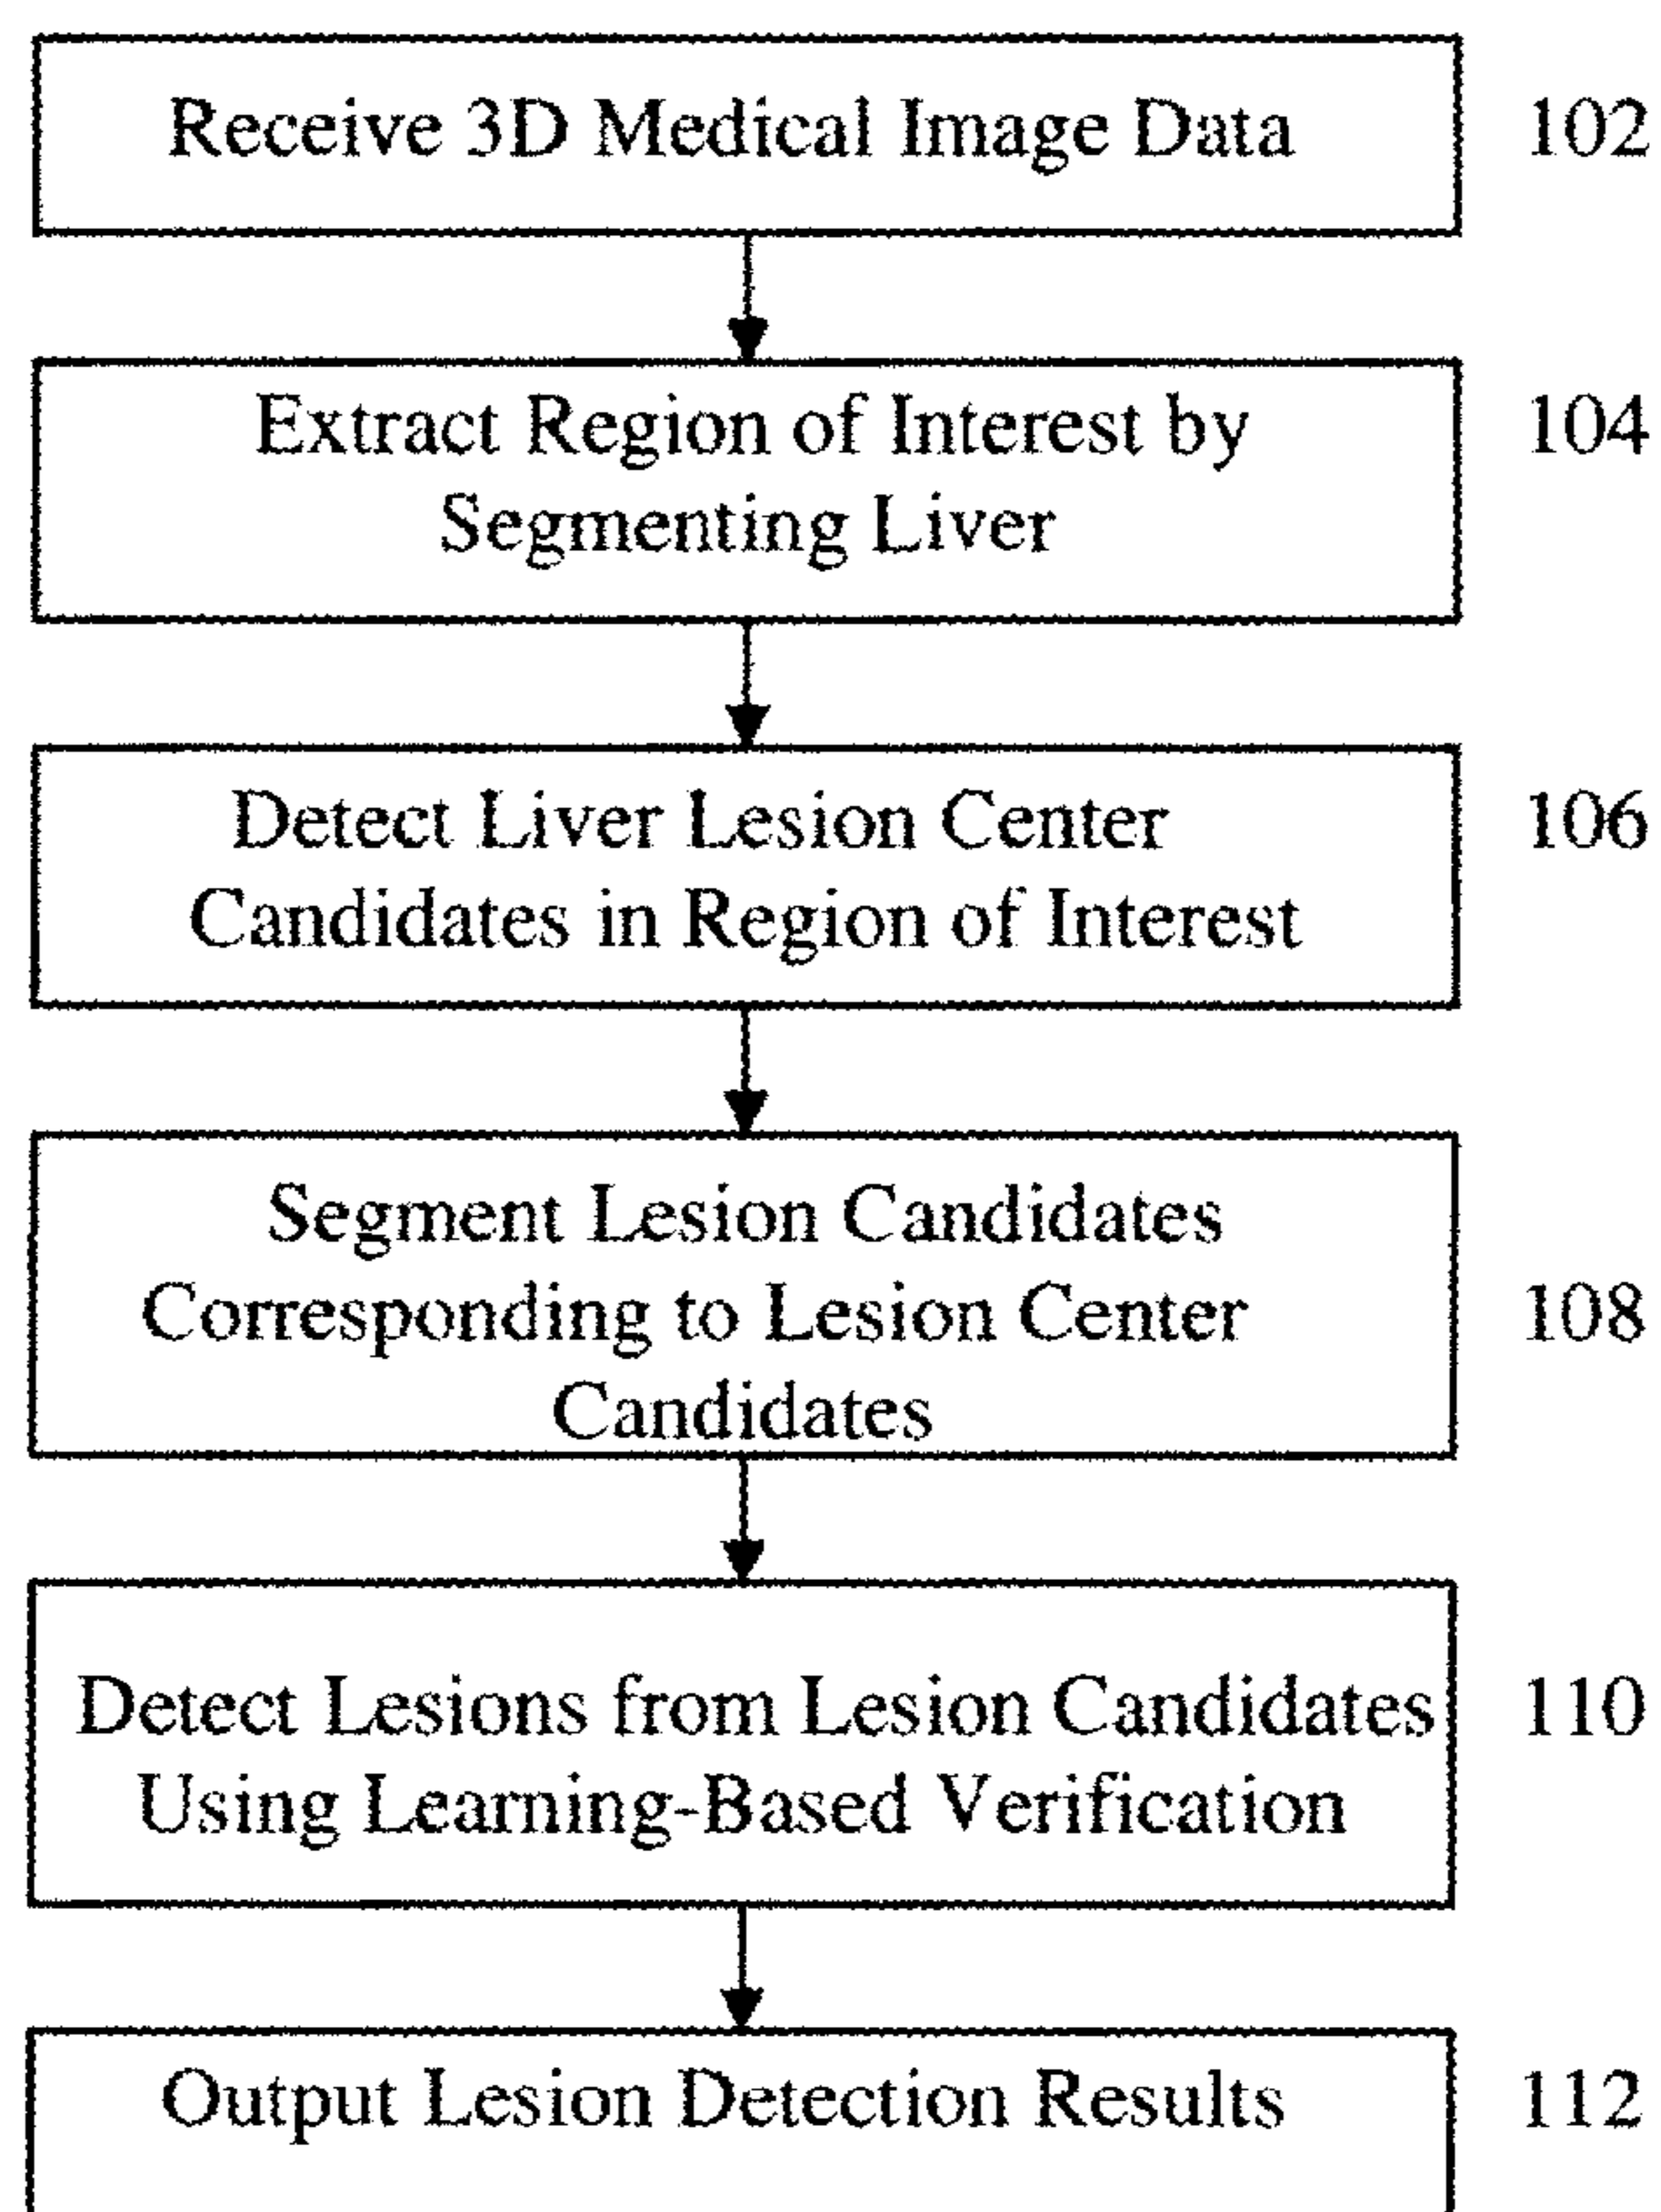 Receive 3D Medical Image Data
102
Extract Region of Interest by
104
Segmenting Liver
Detect Liver Lesion Center
106
Candidates in Region of Interest
Segment Lesion Candidates
Corresponding to Lesion Center
108
Candidates
Detect Lesions from Lesion Candidates
110
Using Learning-Based Verification
Output Lesion Detection Results
112